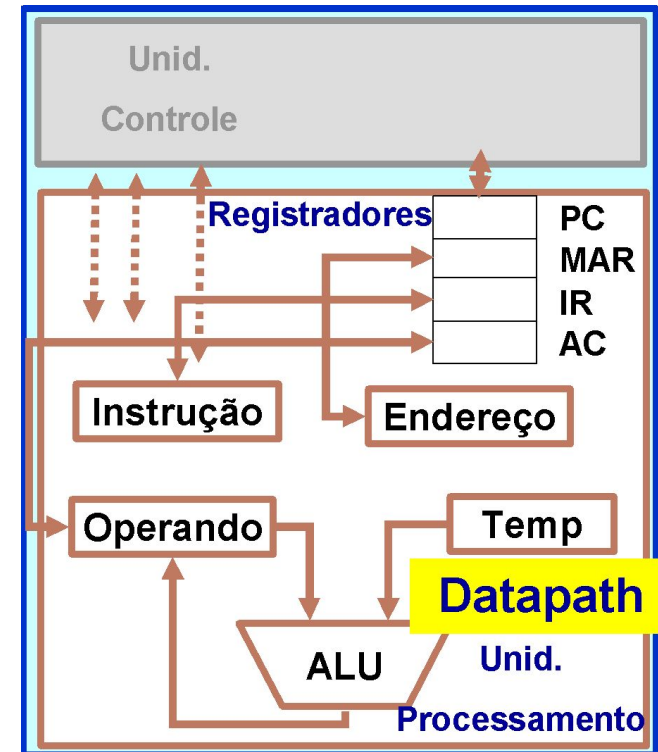 Unid.
Controle
Registradores
PC
MAR
IR
AC
Instrução
Endereço
Operando
Temp
Datapath
ALU
Unid.
Processamento